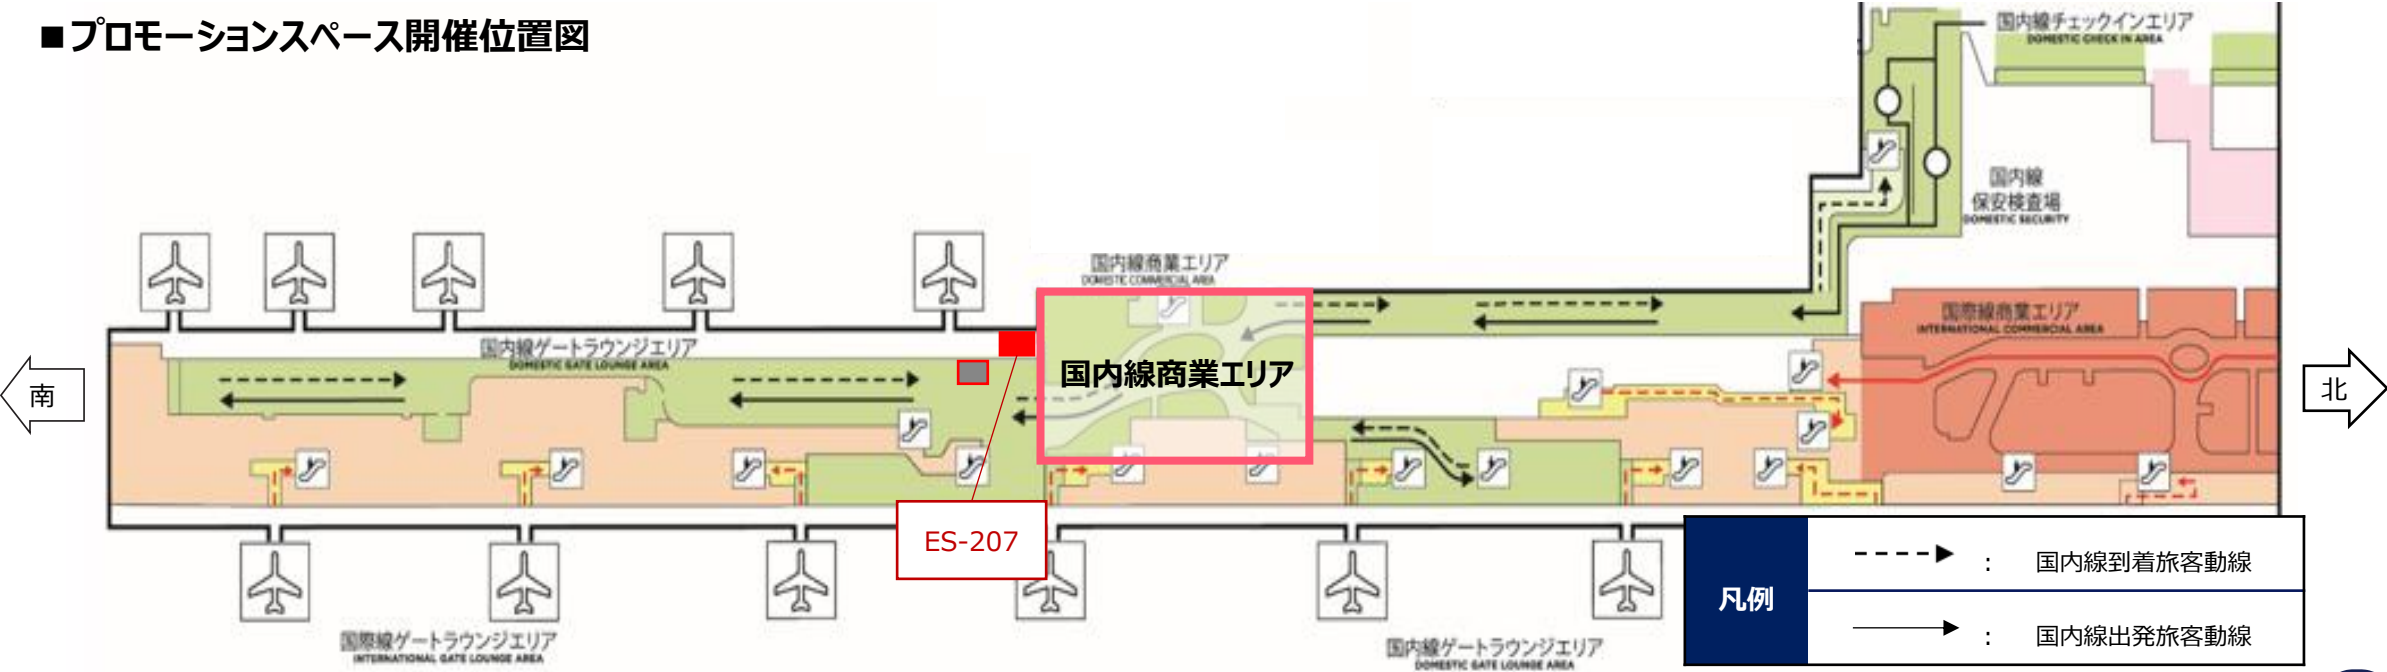 ■プロモーションスペース開催位置図
国内線チェックインエリア
DOMESTIC CHECK IN AREA
国内線
保安検査場
DOMESTIC SECURITY
国内線商業エリア
DOMESTIC COMMERCIAL AREA
国際線商業エリア
INTERNATIONAL COMMERCIAL AREA
国内線ゲートラウンジエリア
DOMESTIC GATE LOUNGE AREA
国内線商業エリア
南
北
ES-207
凡例
： 国内線到着旅客動線
： 国内線出発旅客動線
国際線ゲートラウンジエリア
INTERNATIONAL GATE LOUNGE AREA
国内線ゲートラウンジエリア
DOMESTIC GATE LOUNGE AREA